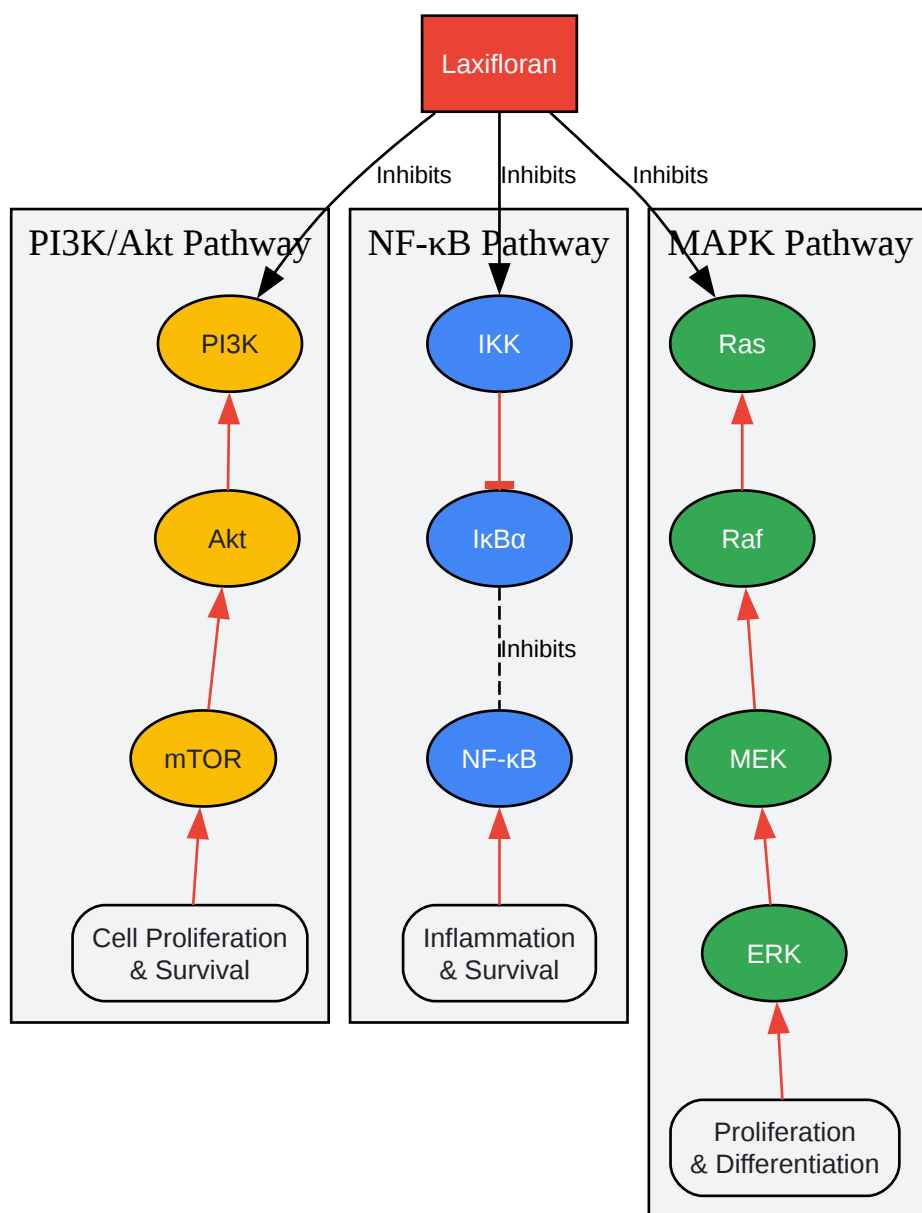 Laxifloran
Inhibits
Inhibits
Inhibits
PI3K/Akt Pathway
NF-κB Pathway
MAPK Pathway
PI3K
IKK
Ras
Akt
IκBα
Raf
Inhibits
mTOR
NF-κB
MEK
Cell Proliferation
& Survival
Inflammation
& Survival
ERK
Proliferation
& Differentiation